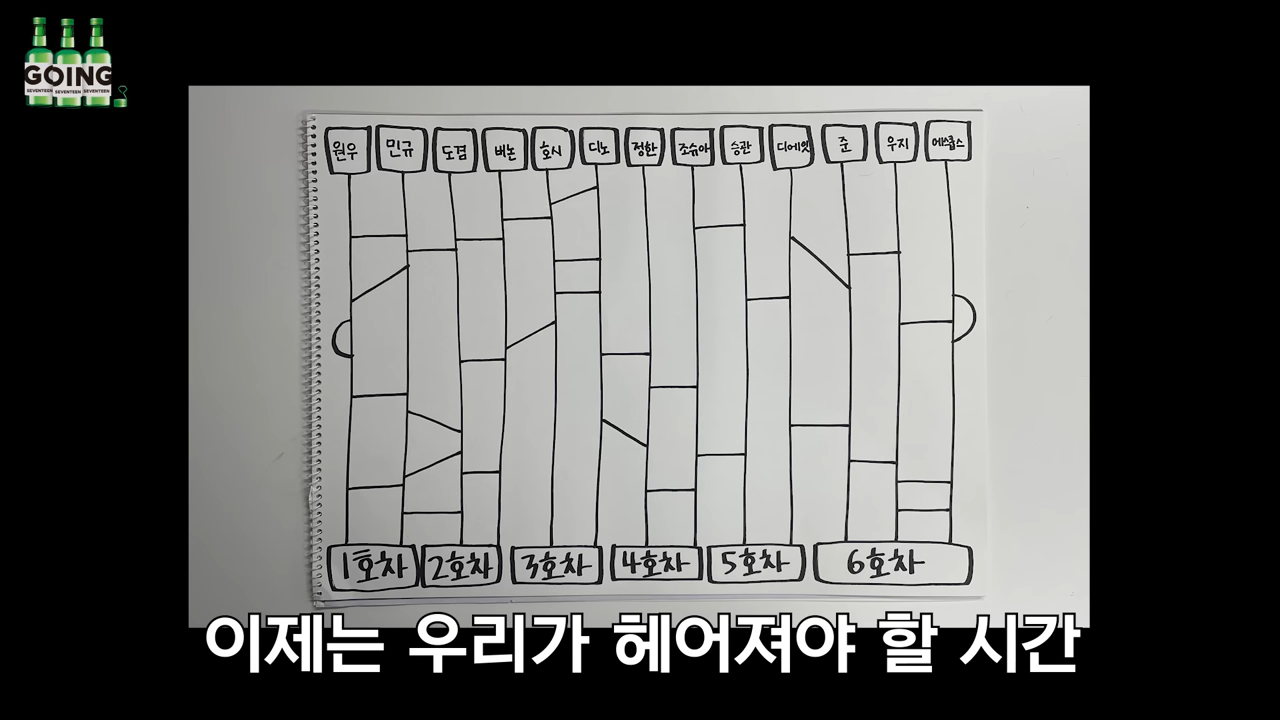 GOING
SEVENTEEN SEVENTEEN SEVENTEEN
원우 민규 도겸 버논 호시 디노 정한 조슈아 승관 디에잇 준 우지 에스쿱스
1호차 2호차 3호차 4호차 5호차 6호차
이제는 우리가 헤어져야 할 시간